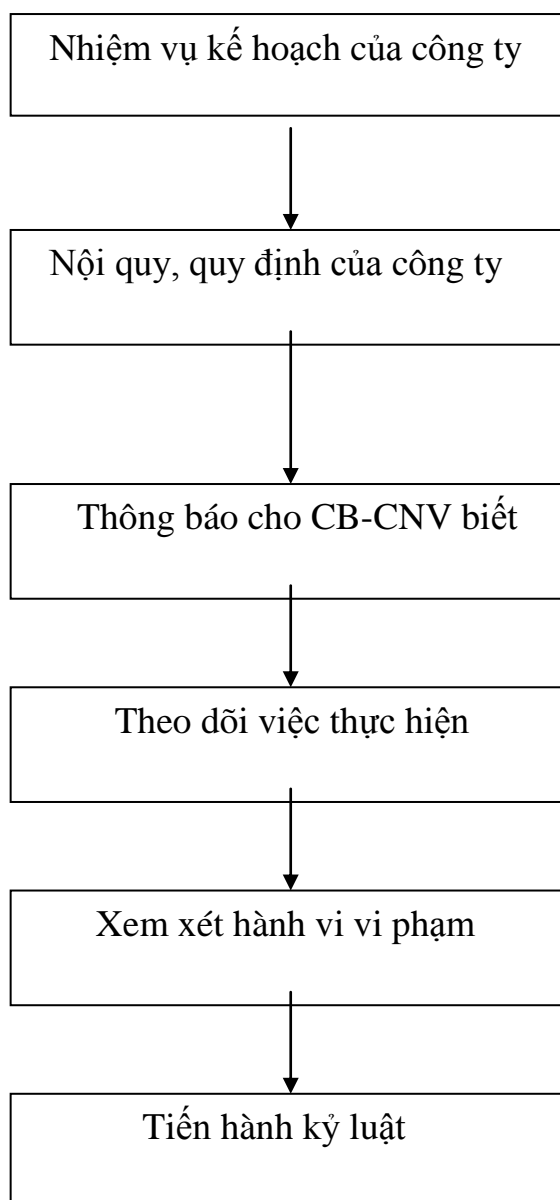 Nhiệm vụ kế hoạch của công ty
Nội quy, quy định của công ty
Thông báo cho CB-CNV biết
Theo dõi việc thực hiện
Xem xét hành vi vi phạm
Tiến hành kỷ luật